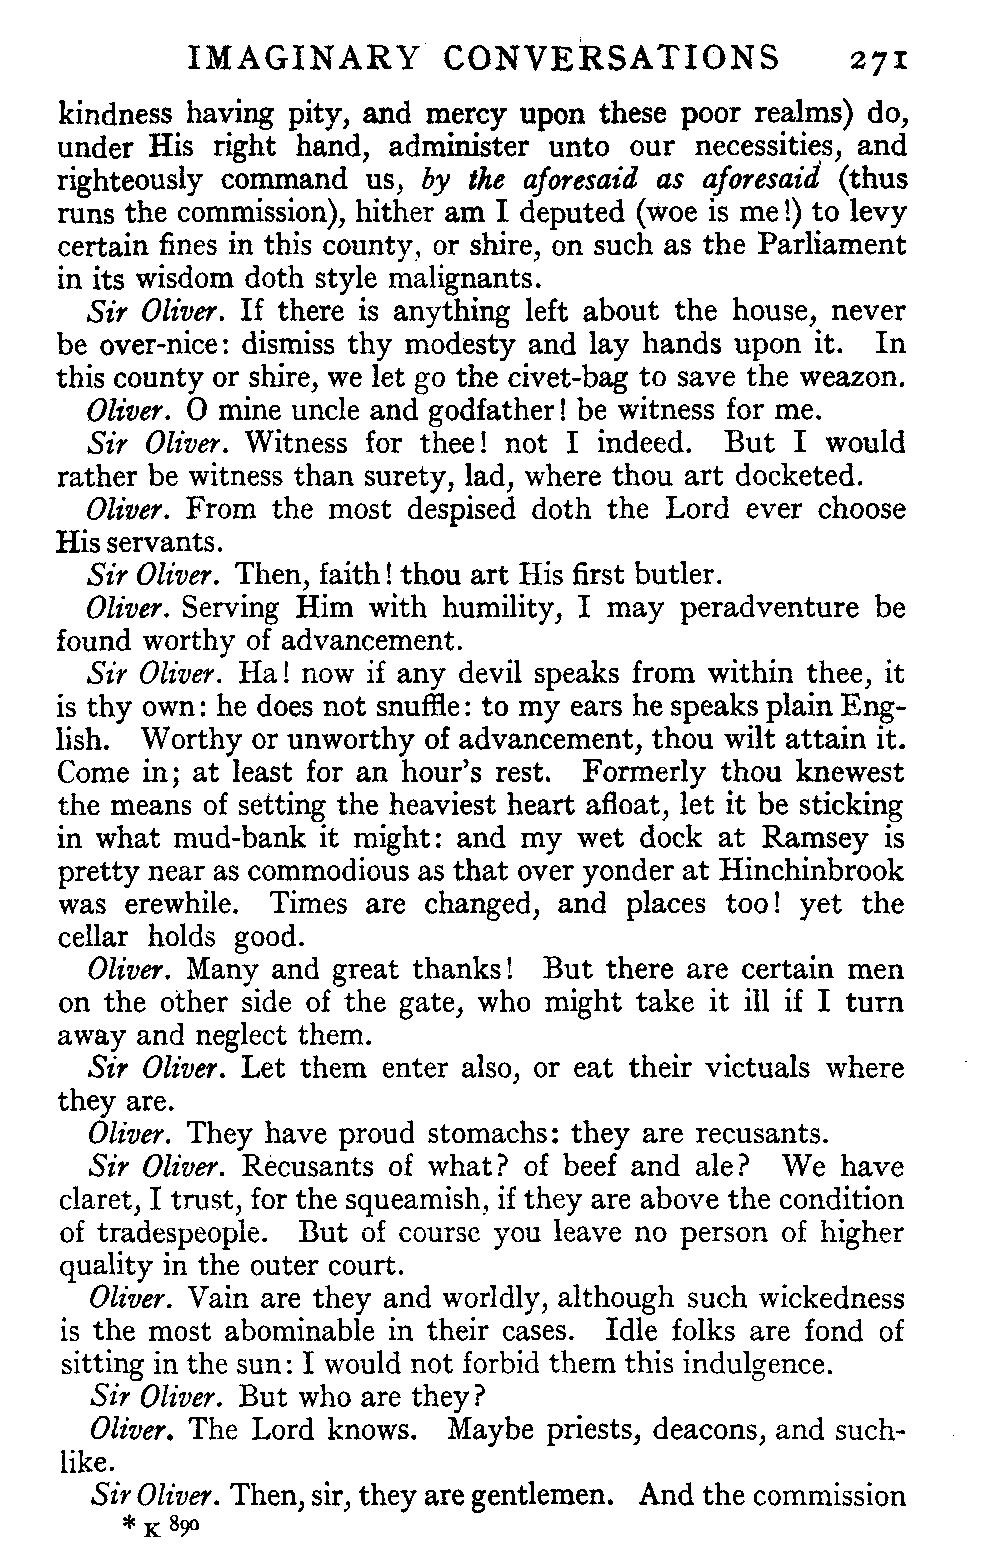 IMAGINARY CONVERSATIONS 271
kindness having pity, and mercy upon these poor realms) do,
under His right hand, administer unto our necessities, and
righteously command us, by the aforesaid as aforesaid (thus
runs the commission), hither am I deputed (woe is me!) to levy
certain fines in this county, or shire, on such as the Parliament
in its wisdom doth style malignants.
Sir Oliver. If there is anything left about the house, never
be over-nice: dismiss thy modesty and lay hands upon it. In
this county or shire, we let go the civet-bag to save the weazon.
Oliver. O mine uncle and godfather! be witness for me.
Sir Oliver. Witness for thee! not I indeed. But I would
rather be witness than surety, lad, where thou art docketed.
Oliver. From the most despised doth the Lord ever choose
His servants.
Sir Oliver. Then, faith! thou art His first butler.
Oliver. Serving Him with humility, I may peradventure be
found worthy of advancement.
Sir Oliver. Ha! now if any devil speaks from within thee, it
is thy own: he does not snuffle: to my ears he speaks plain Eng-
lish. Worthy or unworthy of advancement, thou wilt attain it.
Come in; at least for an hour's rest. Formerly thou knewest
the means of setting the heaviest heart afloat, let it be sticking
in what mud-bank it might: and my wet dock at Ramsey is
pretty near as commodious as that over yonder at Hinchinbrook
was erewhile. Times are changed, and places too! yet the
cellar holds good.
Oliver. Many and great thanks! But there are certain men
on the other side of the gate, who might take it ill if I turn
away and neglect them.
Sir Oliver. Let them enter also, or eat their victuals where
they are.
Oliver. They have proud stomachs: they are recusants.
Sir Oliver. Recusants of what? of beef and ale? We have
claret, I trust, for the squeamish, if they are above the condition
of tradespeople. But of course you leave no person of higher
quality in the outer court.
Oliver. Vain are they and worldly, although such wickedness
is the most abominable in their cases. Idle folks are fond of
sitting in the sun: I would not forbid them this indulgence.
Sir Oliver. But who are they?
Oliver. The Lord knows. Maybe priests, deacons, and such-
like.
Sir Oliver. Then, sir, they are gentlemen. And the commission
* K 890